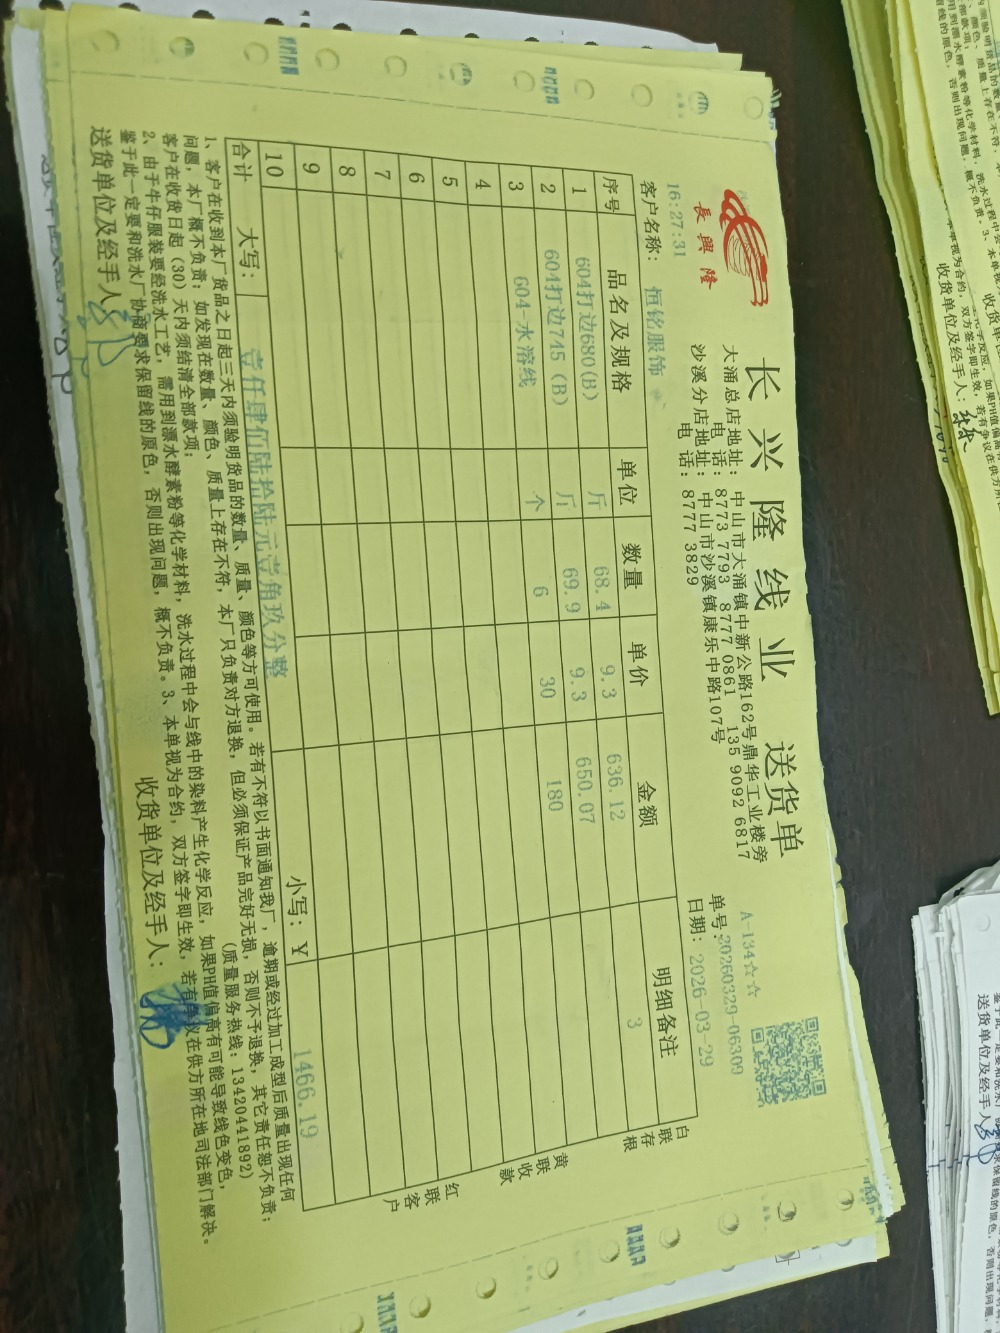 长兴隆线业 送货单
長興隆
大涌总店地址：中山市大涌镇中新公路162号鼎华工业楼旁
电话：8773 7793 8777 0861 135 9092 6817
沙溪分店地址：中山市沙溪镇康乐中路107号
电话：8777 3829
A-134☆☆
单号：20260329-06309
日期：2026-03-29
16:27:31
客户名称：恒铭服饰
序号 品名及规格 单位 数量 单价 金额 明细备注
1 604打边680(B) 斤 68.4 9.3 636.12 3
2 604打边745(B) 斤 69.9 9.3 650.07
3 604-水溶线 个 6 30 180
4
5
6
7
8
9
10
合计 大写：壹仟肆佰陆拾陆元壹角玖分整 小写：¥ 1466.19
白联存根
黄联收款
红联客户
1、客户在收到本厂货品之日起三天内须验明货品的数量、质量、颜色等方可使用。若有不符以书面通知我厂，逾期或经过加工成型后质量出现任何
问题，本厂概不负责；如发现在数量、颜色、质量上存在不符，本厂只负责对方退换，但必须保证产品完好无损，否则不予退换，其它责任恕不负责；
客户在收货日起（30）天内须结清全部款项； (质量服务热线：13420441892)
2、由于牛仔服装要经洗水工艺，需用到漂水酵素粉等化学材料，洗水过程中会与线中的染料产生化学反应，如果PH值偏高有可能导致线色变色，
鉴于此一定要和洗水厂协商要求保留线的原色，否则出现问题，概不负责。3、本单视为合约，双方签字即生效，若有争议在供方所在地司法部门解决。
送货单位及经手人： 收货单位及经手人：